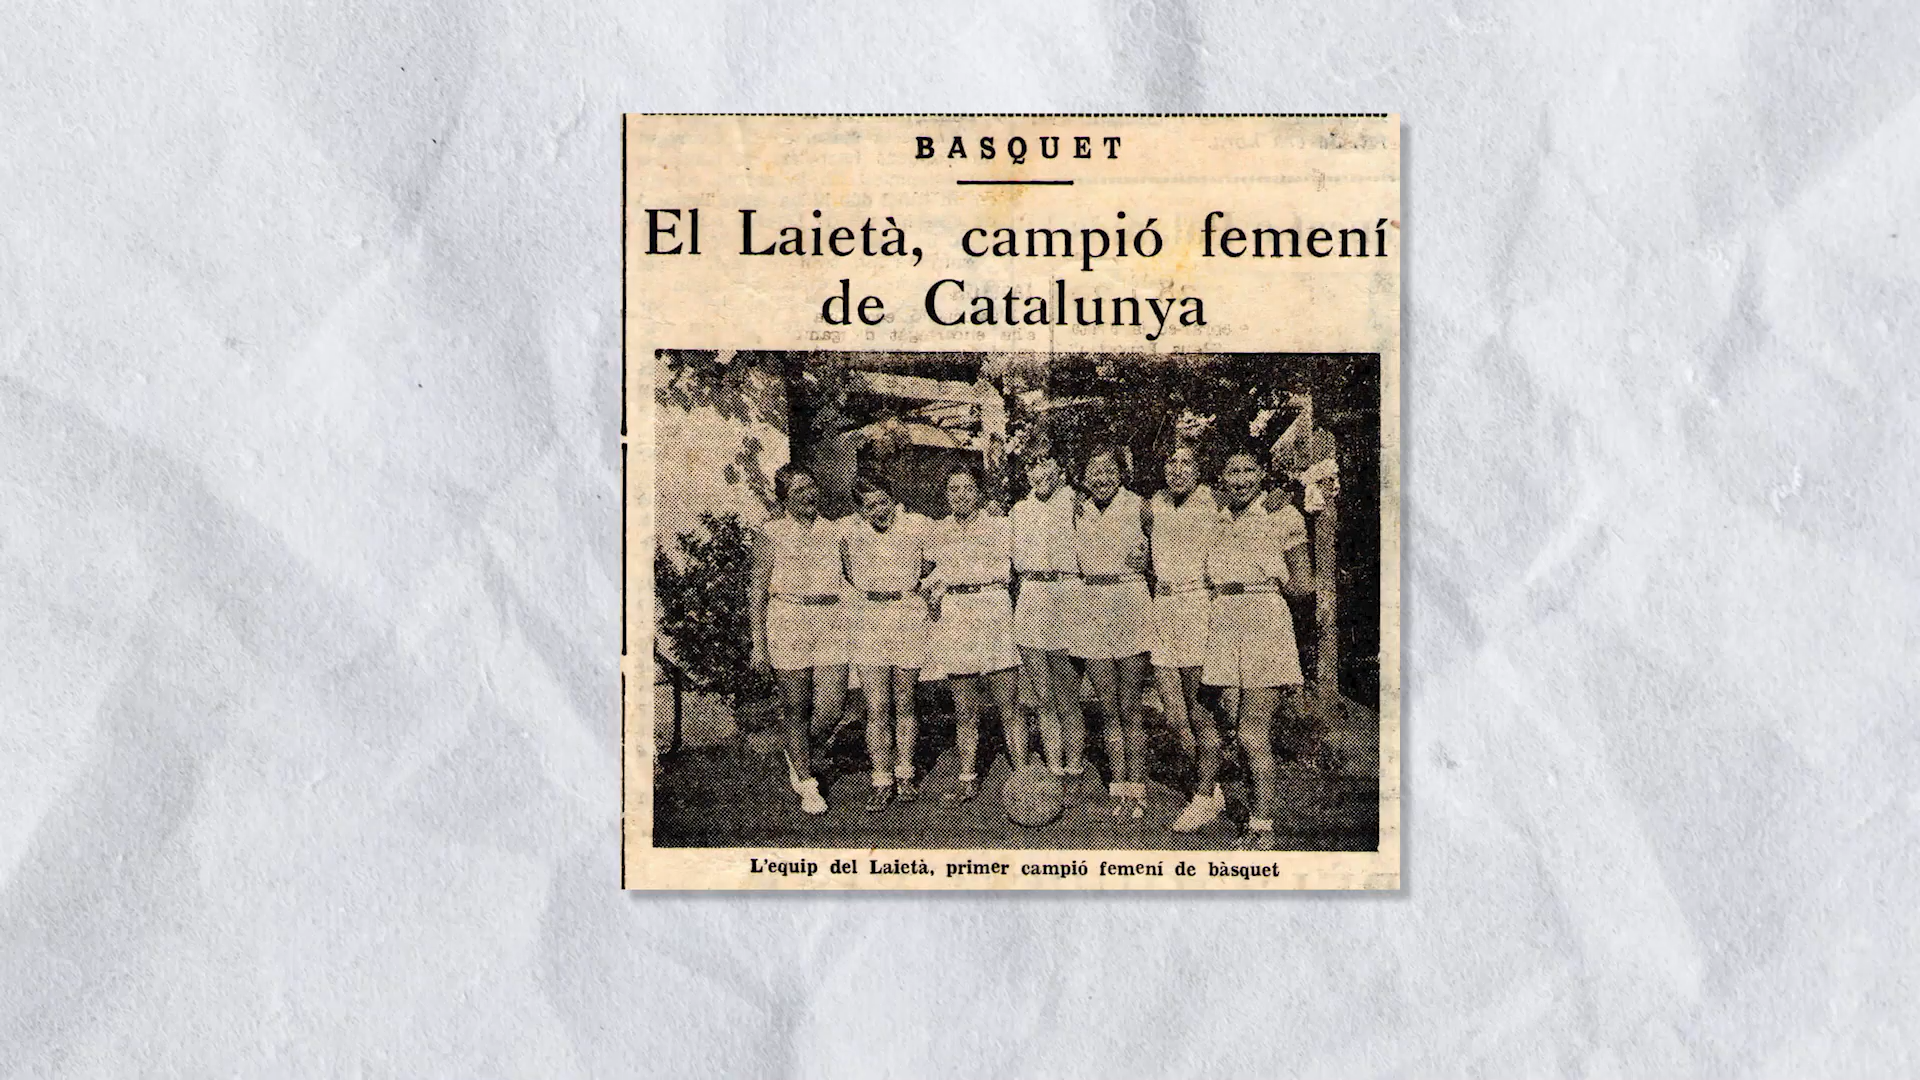 BASQUET
El Laietà, campió femení
de Catalunya
L'equip del Laietà, primer campió femení de bàsquet